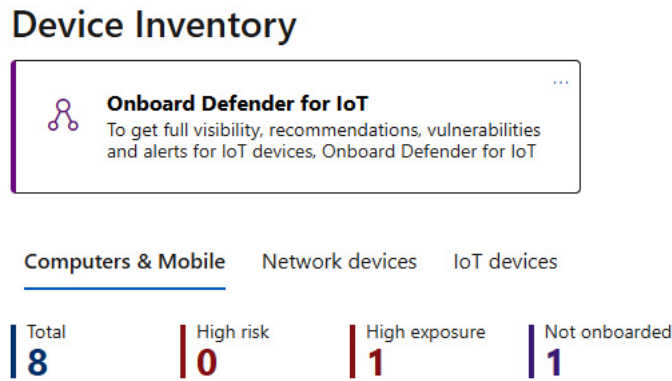 Device Inventory
...
Onboard Defender for IoT
To get full visibility, recommendations, vulnerabilities
and alerts for IoT devices, Onboard Defender for IoT
Computers & Mobile Network devices IoT devices
Total High risk High exposure Not onboarded
8 0 1 1